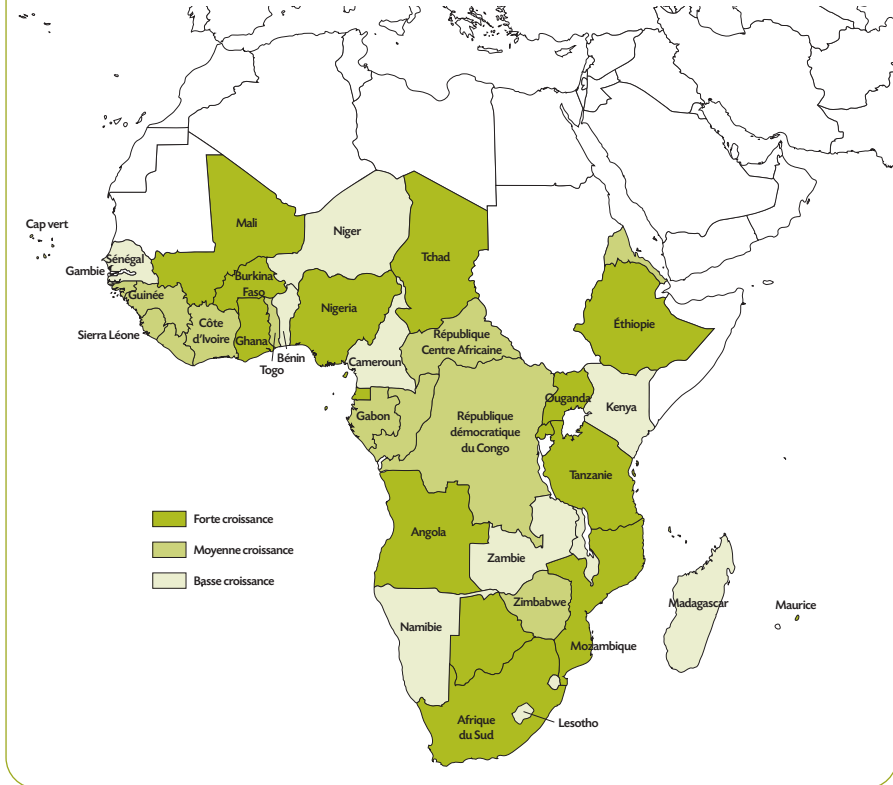 Mali
Niger
Cap vert
Tchad
Sénégal
Gambie
Burkina
Faso
Guinée
Nigeria
Éthiopie
Côte
d'Ivoire
Sierra Léone
Ghana
République
Centre Africaine
Bénin
Togo
Cameroun
Ouganda
Kenya
Gabon
République
démocratique
du Congo
Tanzanie
Forte croissance
Angola
Moyenne croissance
Zambie
Basse croissance
Zimbabwe
Madagascar
Maurice
Namibie
Mozambique
Afrique
du Sud
Lesotho